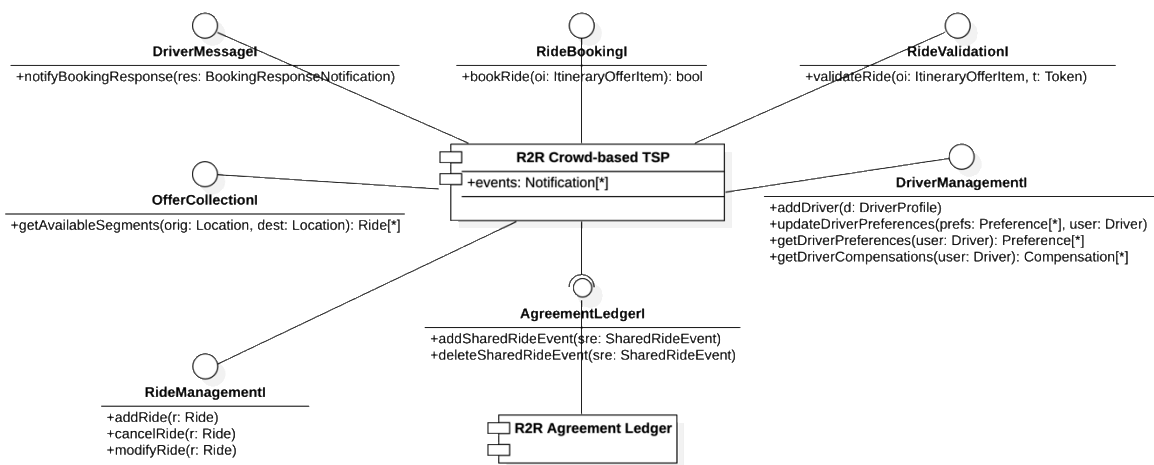 DriverMessageI
+notifyBookingResponse(res: BookingResponseNotification)
RideBookingI
+bookRide(oi: ItineraryOfferItem): bool
RideValidationI
+validateRide(oi: ItineraryOfferItem, t: Token)
R2R Crowd-based TSP
+events: Notification[*]
OfferCollectionI
+getAvailableSegments(orig: Location, dest: Location): Ride[*]
DriverManagementI
+addDriver(d: DriverProfile)
+updateDriverPreferences(prefs: Preference[*], user: Driver)
+getDriverPreferences(user: Driver): Preference[*]
+getDriverCompensations(user: Driver): Compensation[*]
AgreementLedgerI
+addSharedRideEvent(sre: SharedRideEvent)
+deleteSharedRideEvent(sre: SharedRideEvent)
RideManagementI
+addRide(r: Ride)
+cancelRide(r: Ride)
+modifyRide(r: Ride)
R2R Agreement Ledger